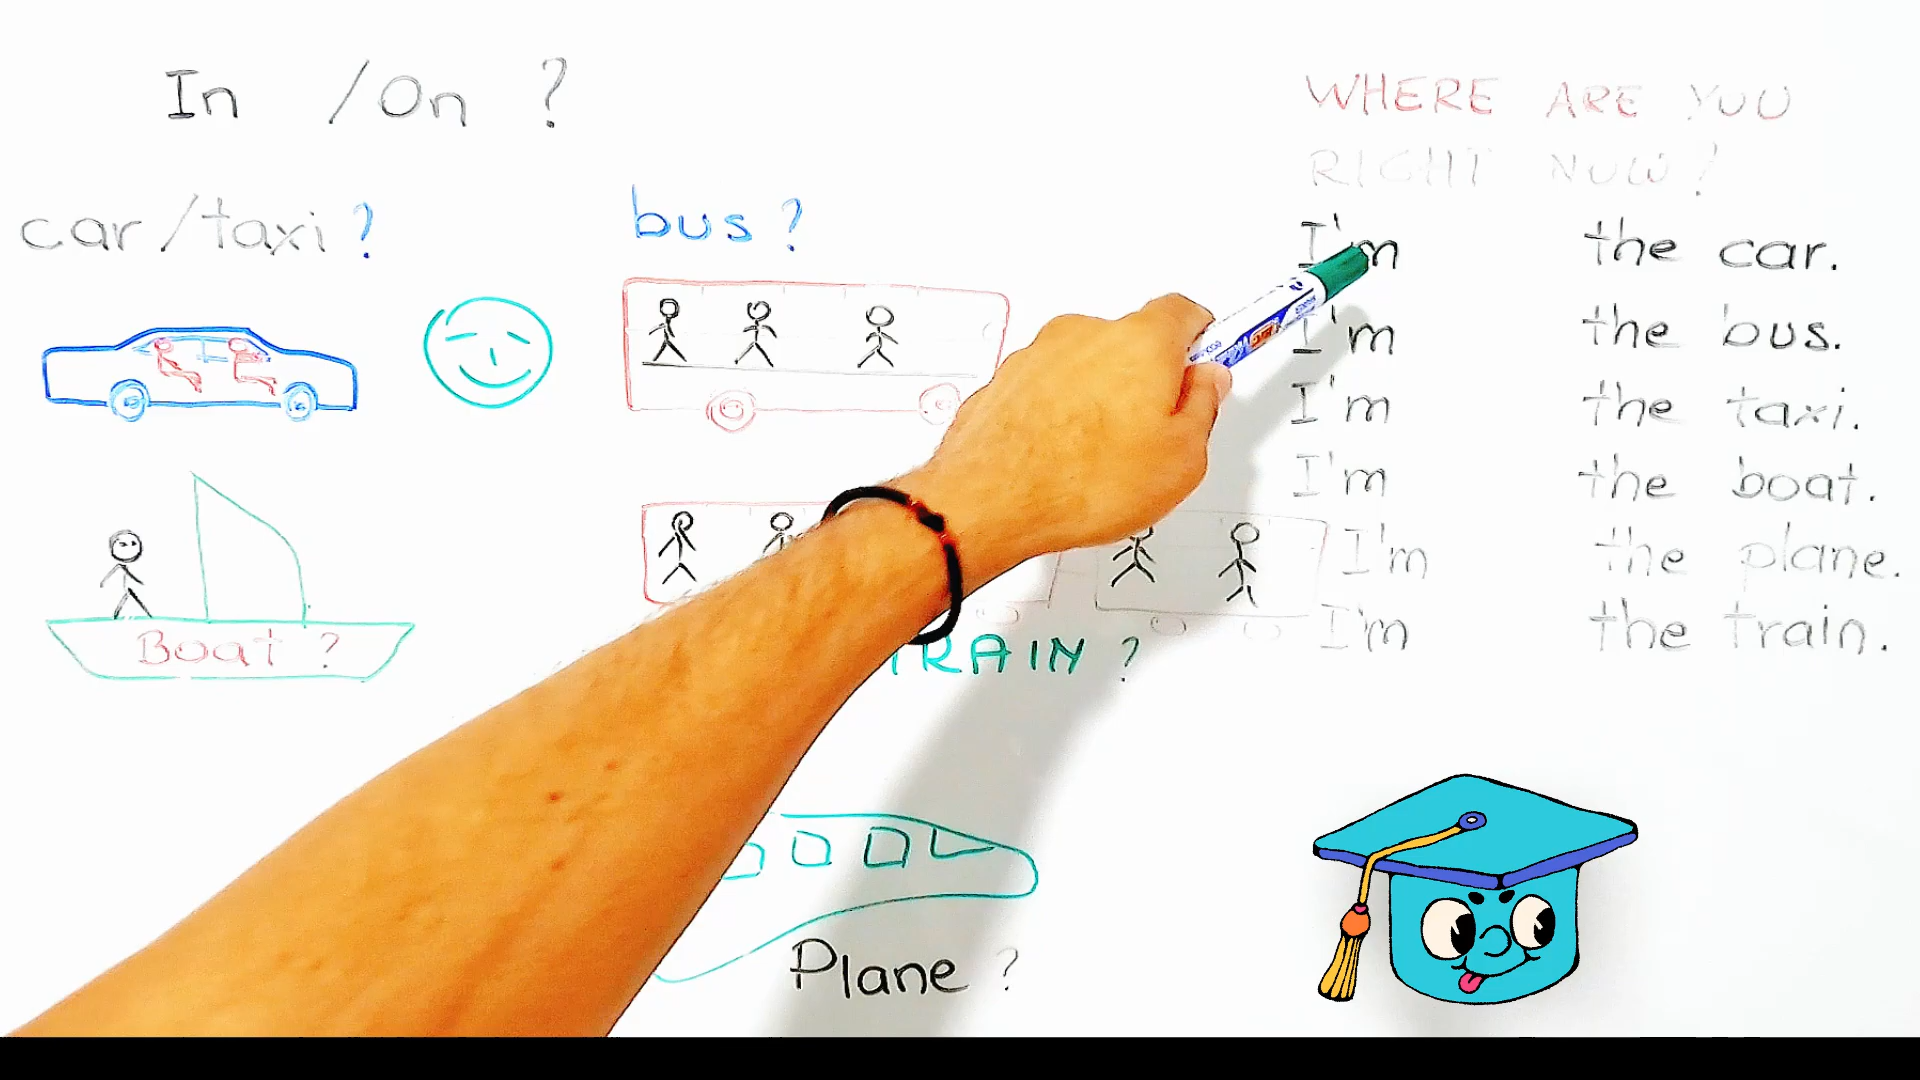 In /On ?
car/taxi?
bus?
Boat ?
TRAIN ?
Plane ?
WHERE ARE YOU
RIGHT NOW?
I'm the car.
I'm the bus.
I'm the taxi.
I'm the boat.
I'm the plane.
I'm the train.